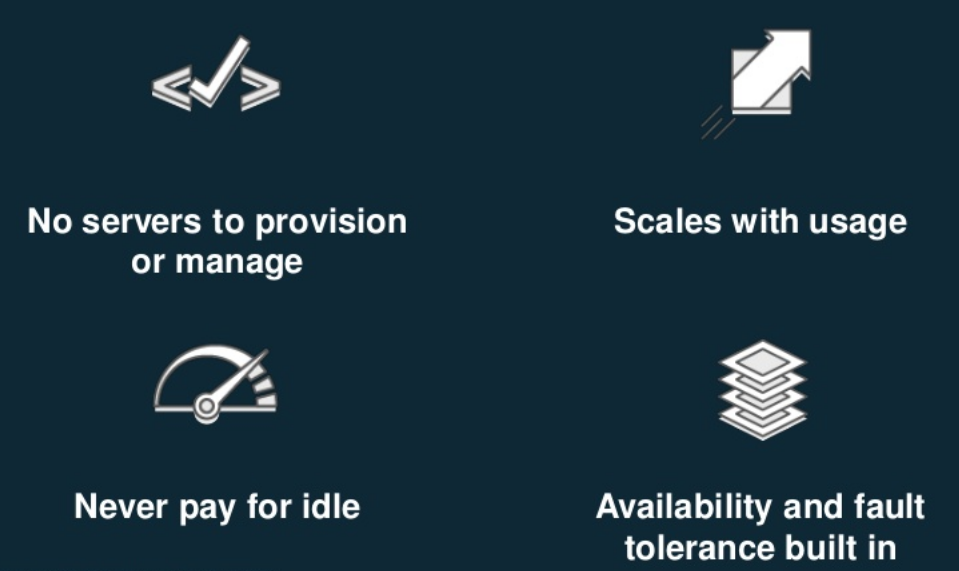 No servers to provision
or manage
Scales with usage
Never pay for idle
Availability and fault
tolerance built in